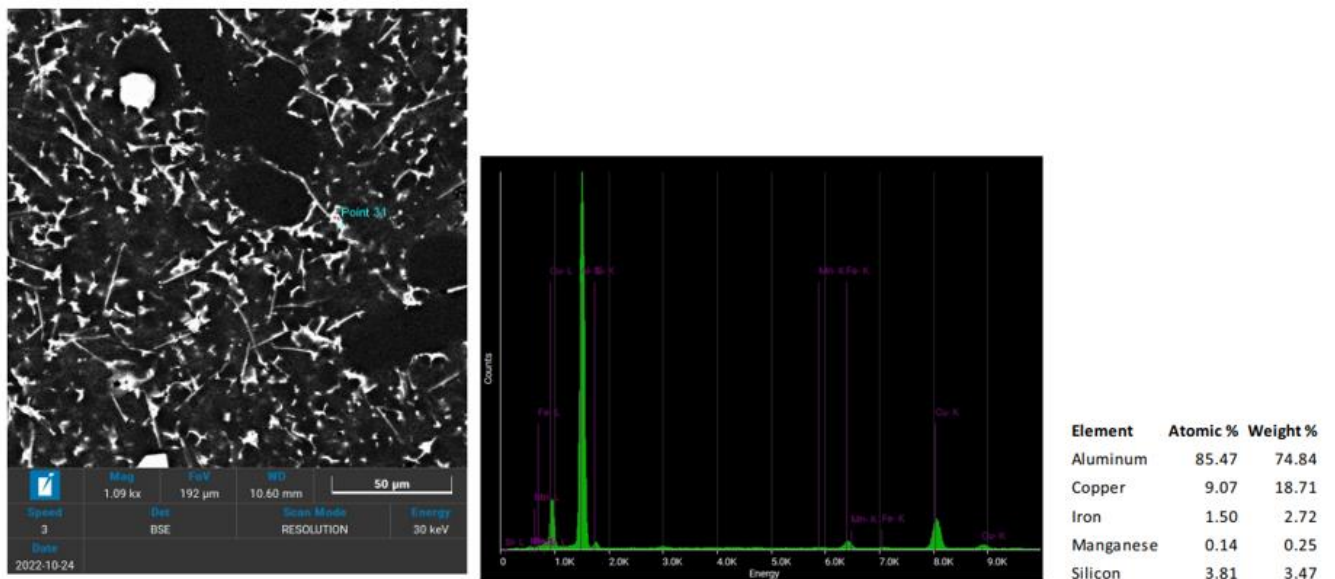 Point 31
Mag FoV WD
1.09 kx 192 µm 10.60 mm 50 µm
Speed Det Scan Mode Energy
3 BSE RESOLUTION 30 keV
Date
2022-10-24
Counts
Cu-L
Mn-K Fe-K
Fe-L
Cu-K
Mn-K Fe-K
Cu-K
0 1.0K 2.0K 3.0K 4.0K 5.0K 6.0K 7.0K 8.0K 9.0K
Energy
Element Atomic % Weight %
Aluminum 85.47 74.84
Copper 9.07 18.71
Iron 1.50 2.72
Manganese 0.14 0.25
Silicon 3.81 3.47